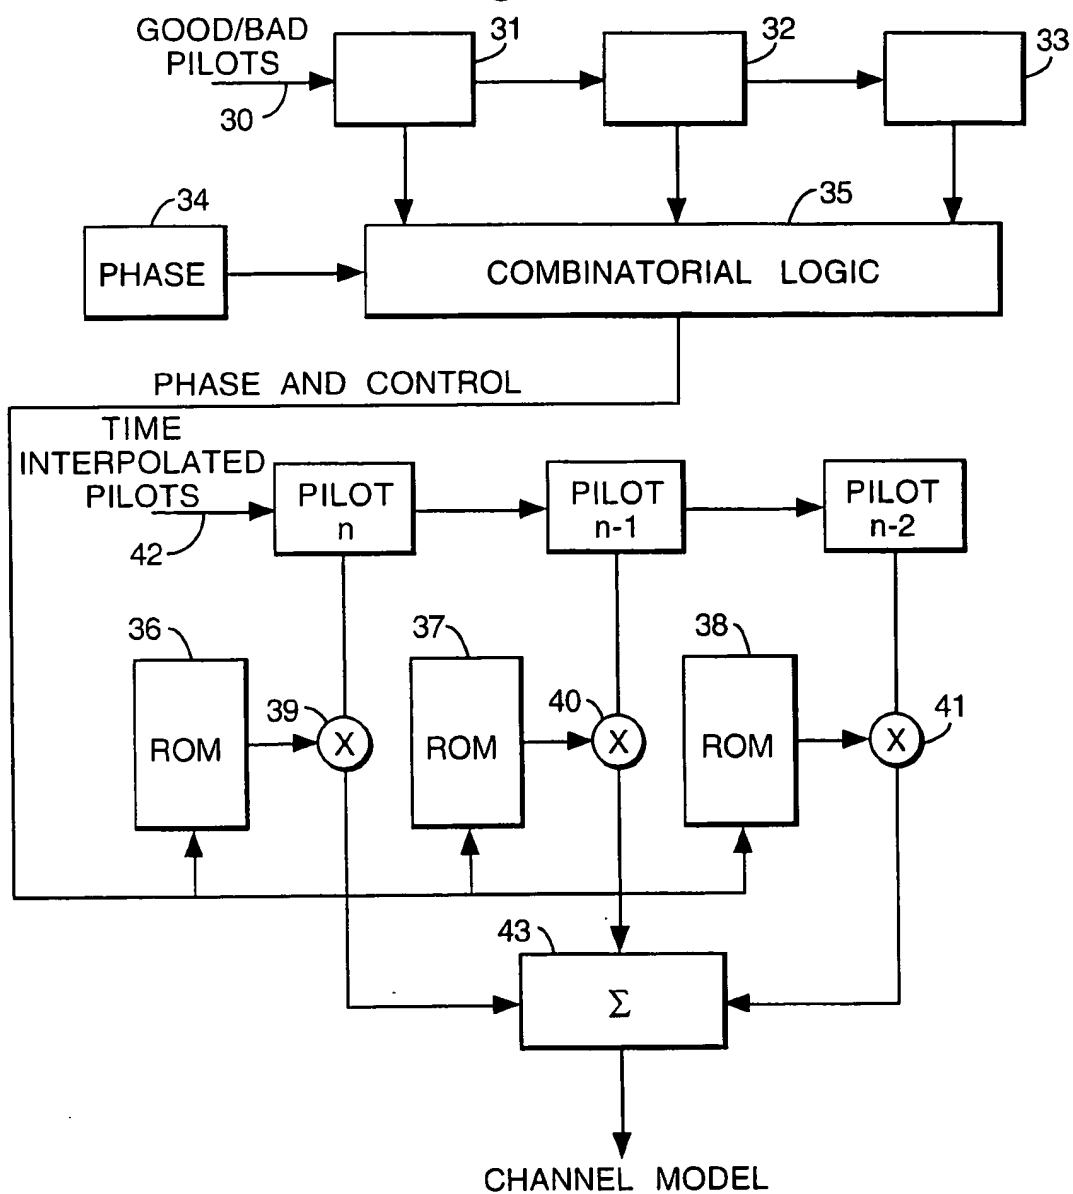 GOOD/BAD
PILOTS
30
31
32
33
34
PHASE
35
COMBINATORIAL LOGIC
PHASE AND CONTROL
TIME
INTERPOLATED
PILOTS
42
PILOT
n
PILOT
n-1
PILOT
n-2
36
ROM
39
X
37
ROM
40
X
38
ROM
41
X
43
Σ
CHANNEL MODEL